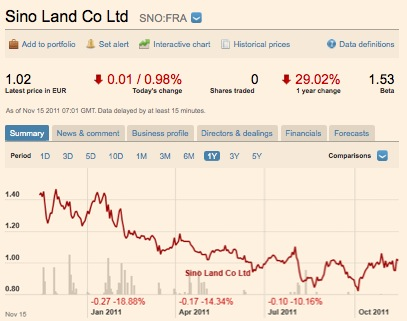 Sino Land Co Ltd SNO:FRA
Add to portfolio Set alert Interactive chart Historical prices Data definitions
1.02 0.01 / 0.98% 0 29.02% 1.53
Latest price in EUR Today's change Shares traded 1 year change Beta
As of Nov 15 2011 07:01 GMT. Data delayed by at least 15 minutes.
Summary News & comment Business profile Directors & dealings Financials Forecasts
Period 1D 3D 5D 10D 1M 3M 6M 1Y 3Y 5Y Comparisons
1.40
1.20
1.00
Sino Land Co Ltd
0.80
-0.27 -18.88% -0.17 -14.34% -0.10 -10.16%
Nov 15 Jan 2011 Apr 2011 Jul 2011 Oct 2011